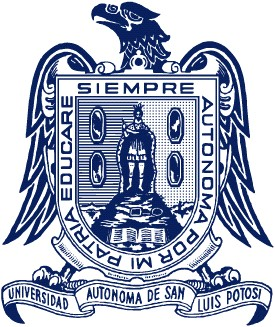 SIEMPRE AUTONOMA POR MI PATRIA EDUCARE
UNIVERSIDAD AUTONOMA DE SAN LUIS POTOSI